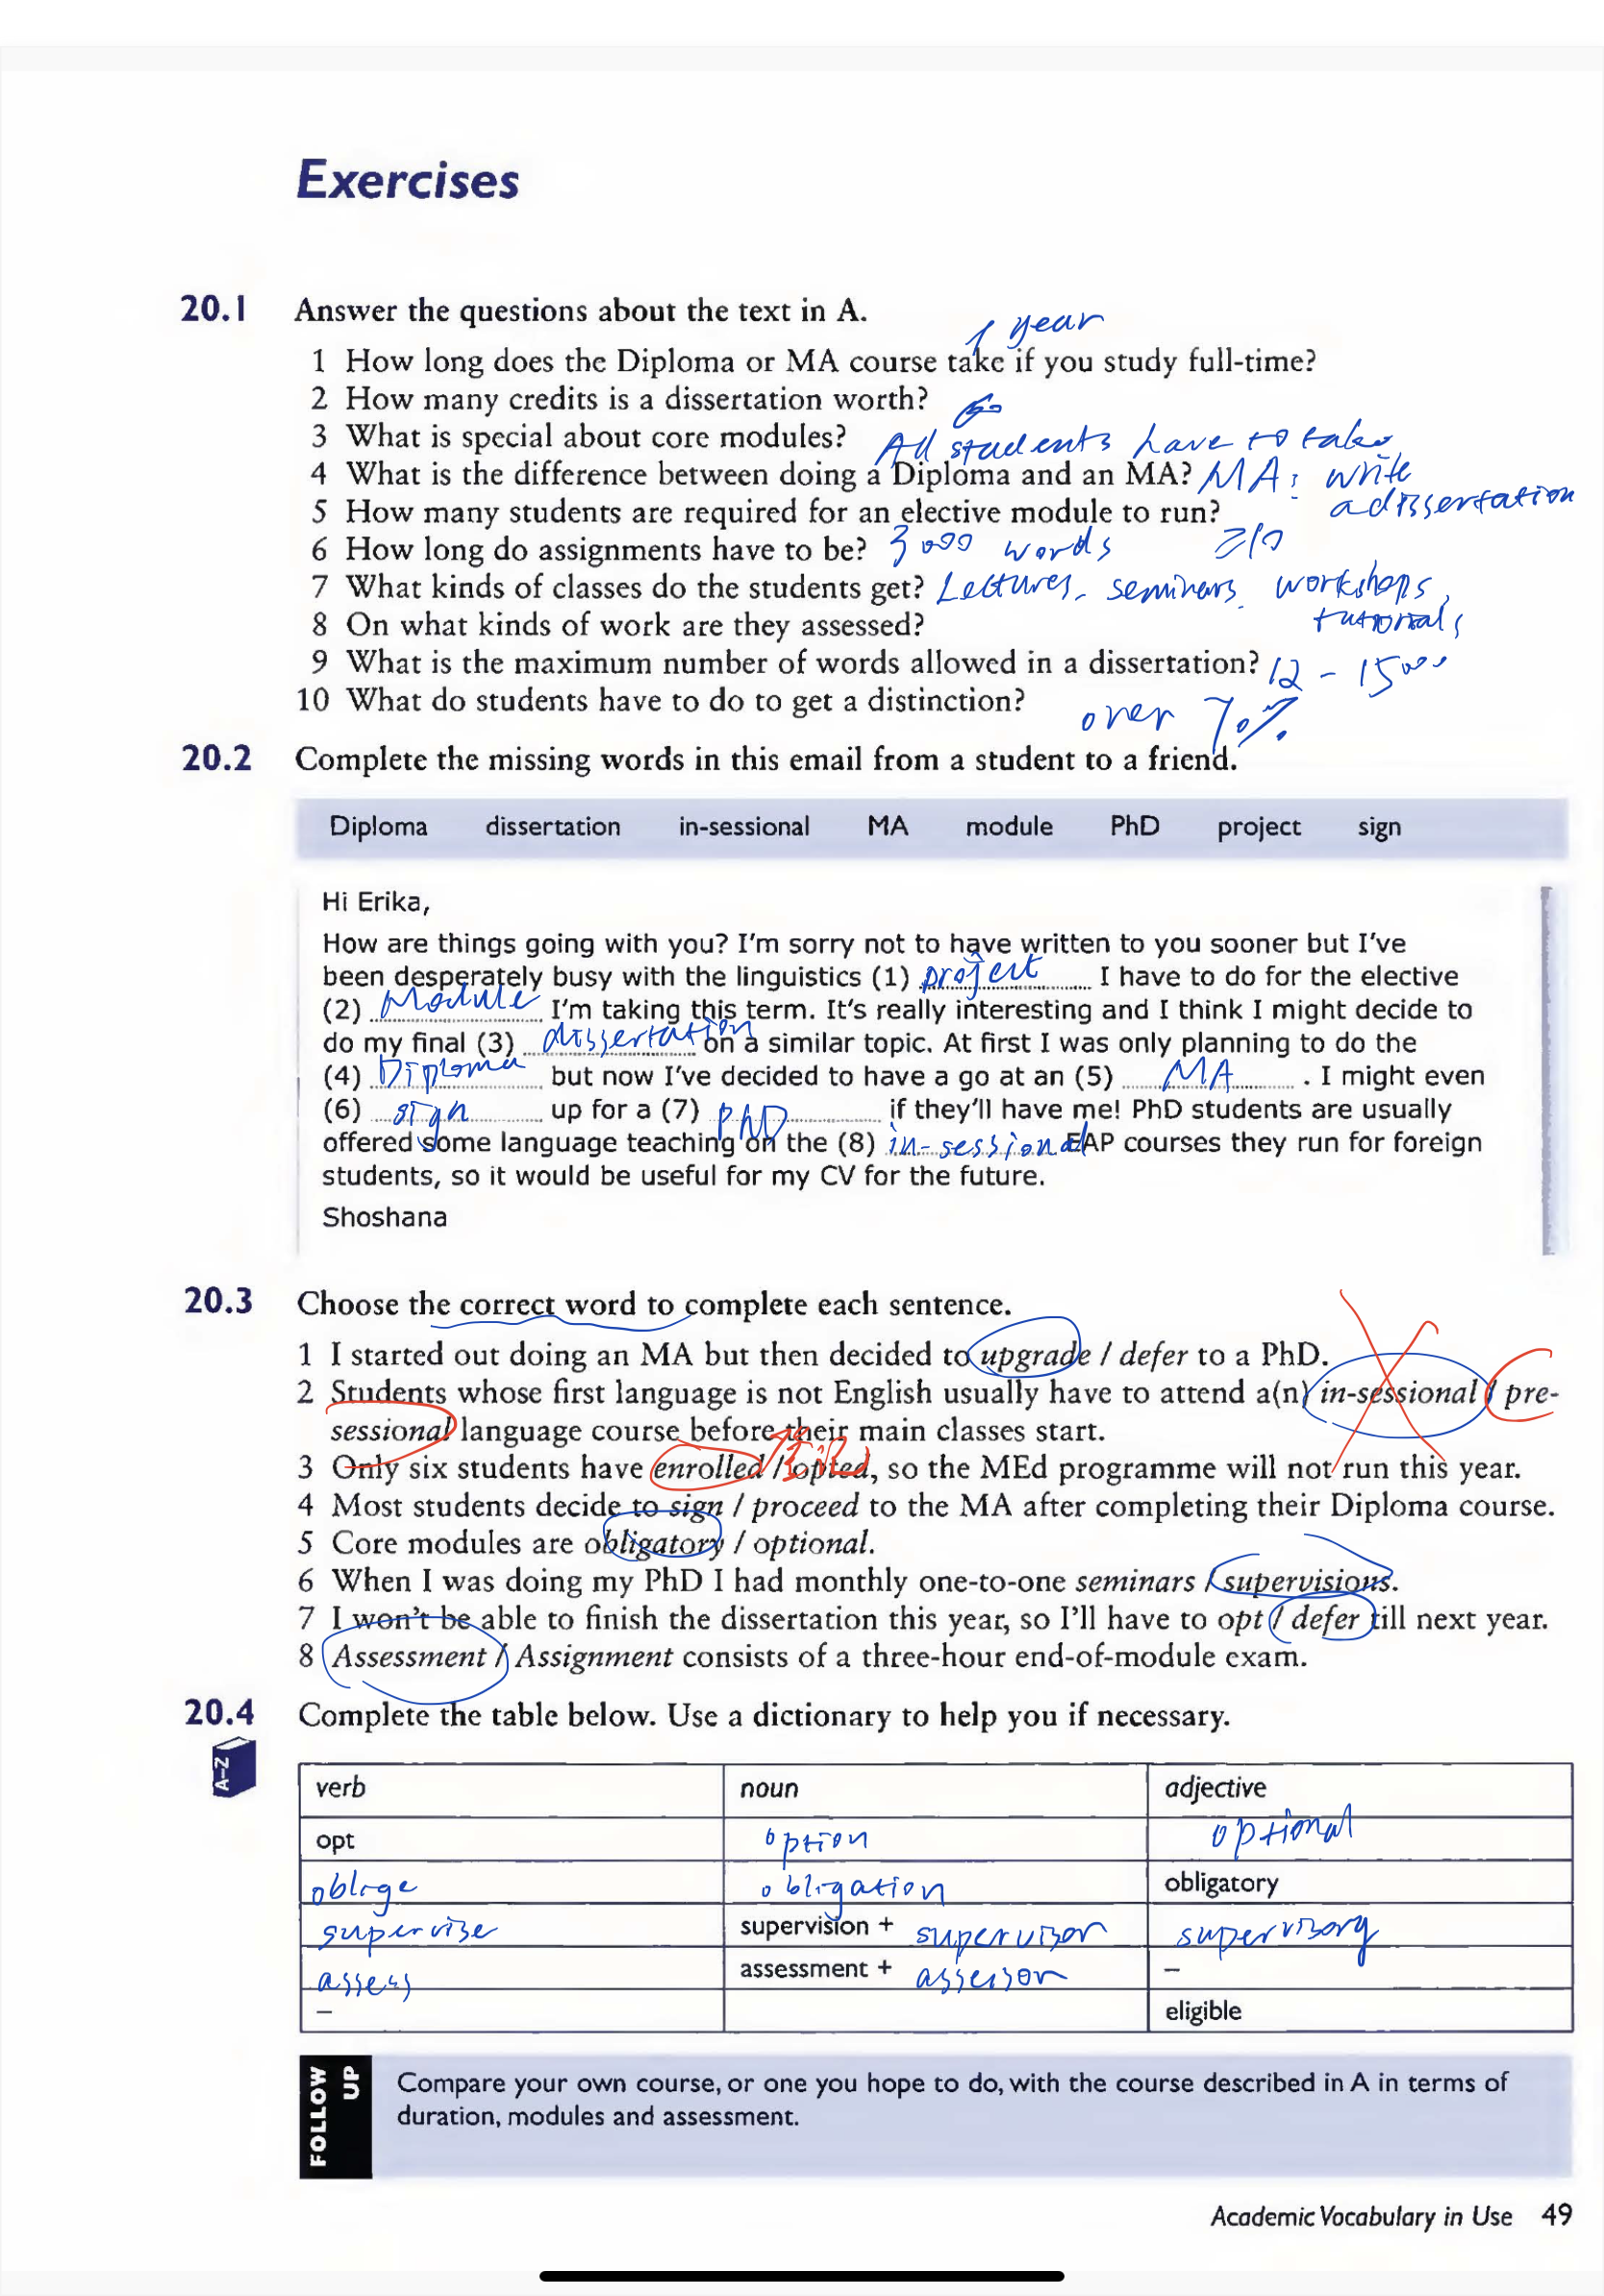 Exercises
20.1 Answer the questions about the text in A.
1 year
1 How long does the Diploma or MA course take if you study full-time?
2 How many credits is a dissertation worth?
3 What is special about core modules? All students have to take
4 What is the difference between doing a Diploma and an MA? MA: write
a dissertation
5 How many students are required for an elective module to run?
6 How long do assignments have to be? 3000 words
7 What kinds of classes do the students get? Lectures, seminars, workshops,
tutorials
8 On what kinds of work are they assessed?
9 What is the maximum number of words allowed in a dissertation? 12 - 15000
10 What do students have to do to get a distinction? over 70%
20.2 Complete the missing words in this email from a student to a friend.
Diploma dissertation in-sessional MA module PhD project sign
Hi Erika,
How are things going with you? I'm sorry not to have written to you sooner but I've
been desperately busy with the linguistics (1) project I have to do for the elective
(2) Module I'm taking this term. It's really interesting and I think I might decide to
do my final (3) dissertation on a similar topic. At first I was only planning to do the
(4) Diploma but now I've decided to have a go at an (5) MA . I might even
(6) sign up for a (7) PhD if they'll have me! PhD students are usually
offered some language teaching on the (8) in-sessional EAP courses they run for foreign
students, so it would be useful for my CV for the future.
Shoshana
20.3 Choose the correct word to complete each sentence.
1 I started out doing an MA but then decided to upgrade / defer to a PhD.
2 Students whose first language is not English usually have to attend a(n) in-sessional / pre-
sessional language course before their main classes start.
3 Only six students have enrolled / opted, so the MEd programme will not run this year.
4 Most students decide to sign / proceed to the MA after completing their Diploma course.
5 Core modules are obligatory / optional.
6 When I was doing my PhD I had monthly one-to-one seminars / supervisions.
7 I won't be able to finish the dissertation this year, so I'll have to opt / defer till next year.
8 Assessment / Assignment consists of a three-hour end-of-module exam.
20.4 Complete the table below. Use a dictionary to help you if necessary.
A-Z
verb noun adjective
opt option optional
oblige obligation obligatory
supervise supervision + supervisor supervisory
assess assessment + assessor –
– eligible
FOLLOW UP
Compare your own course, or one you hope to do, with the course described in A in terms of
duration, modules and assessment.
Academic Vocabulary in Use 49